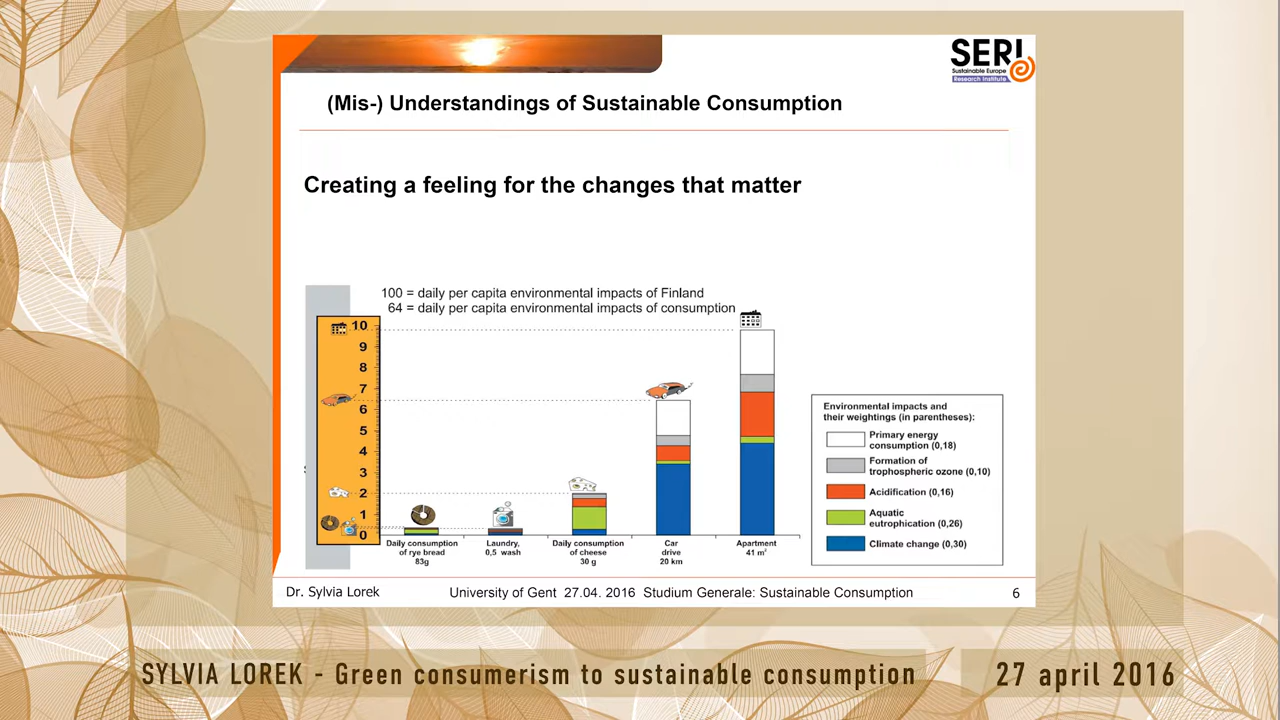 SERI
Sustainable Europe
Research Institute
(Mis-) Understandings of Sustainable Consumption
Creating a feeling for the changes that matter
100 = daily per capita environmental impacts of Finland
64 = daily per capita environmental impacts of consumption
10
9
8
7
6
5
4
3
2
1
0
Daily consumption
of rye bread
83g
Laundry,
0,5 wash
Daily consumption
of cheese
30 g
Car
drive
20 km
Apartment
41 m²
Environmental impacts and
their weightings (in parentheses):
Primary energy
consumption (0,18)
Formation of
trophospheric ozone (0,10)
Acidification (0,16)
Aquatic
eutrophication (0,26)
Climate change (0,30)
Dr. Sylvia Lorek
University of Gent 27.04. 2016 Studium Generale: Sustainable Consumption
6
SYLVIA LOREK - Green consumerism to sustainable consumption
27 april 2016